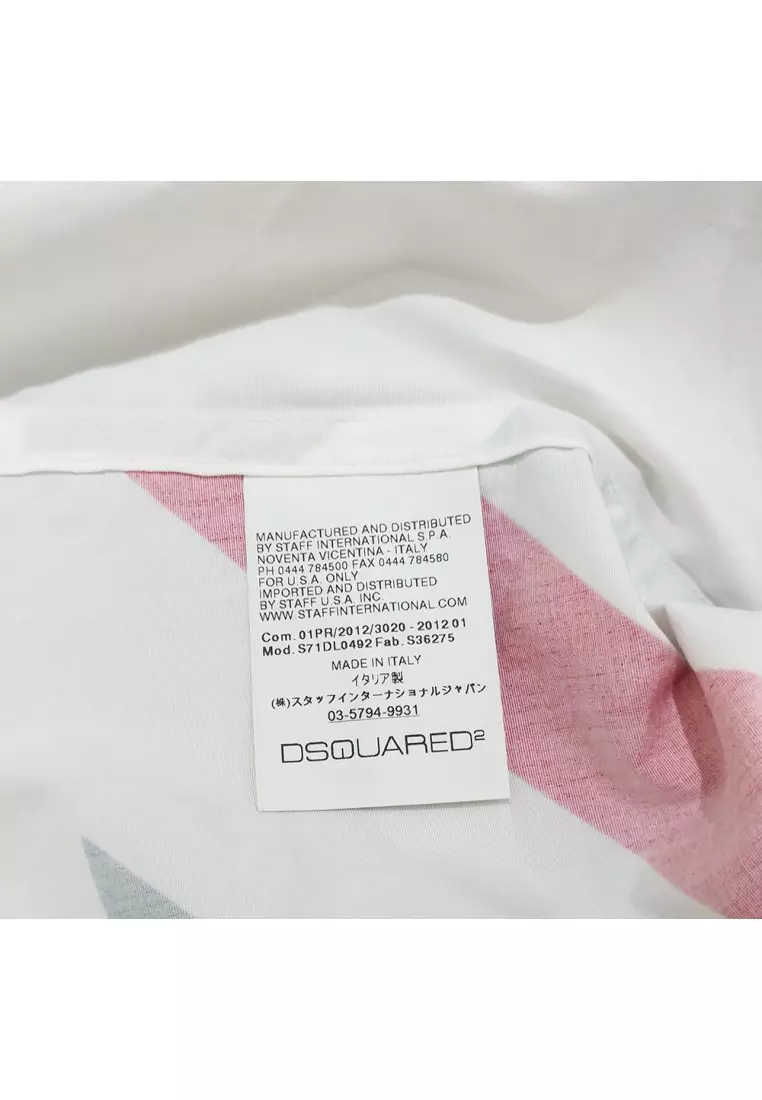 MANUFACTURED AND DISTRIBUTED
BY STAFF INTERNATIONAL S.P.A.
NOVENTA VICENTINA - ITALY
PH 0444 784500 FAX 0444 784580
FOR U.S.A. ONLY
IMPORTED AND DISTRIBUTED
BY STAFF U.S.A. INC.
WWW.STAFFINTERNATIONAL.COM
Com. 01PR/2012/3020 - 2012 01
Mod. S71DL0492 Fab. S36275
MADE IN ITALY
イタリア製
(株)スタッフインターナショナルジャパン
03-5794-9931
DSQUARED²